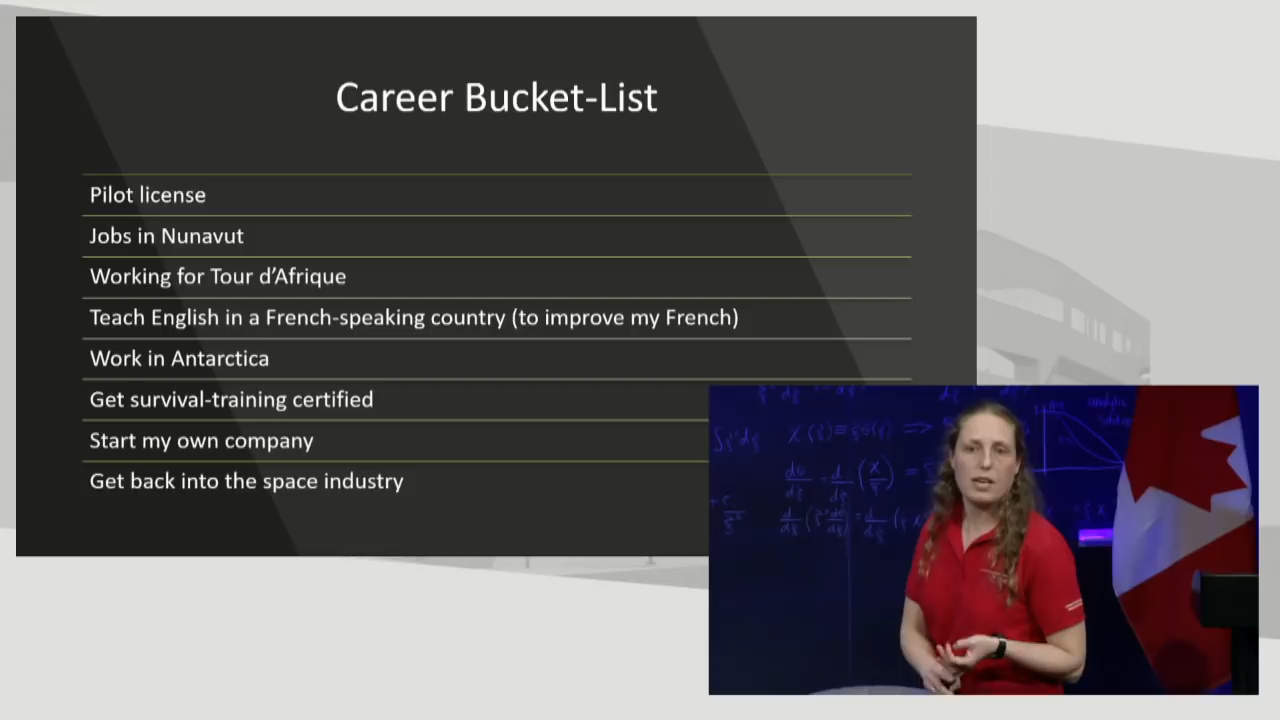 Career Bucket-List
Pilot license
Jobs in Nunavut
Working for Tour d’Afrique
Teach English in a French-speaking country (to improve my French)
Work in Antarctica
Get survival-training certified
Start my own company
Get back into the space industry